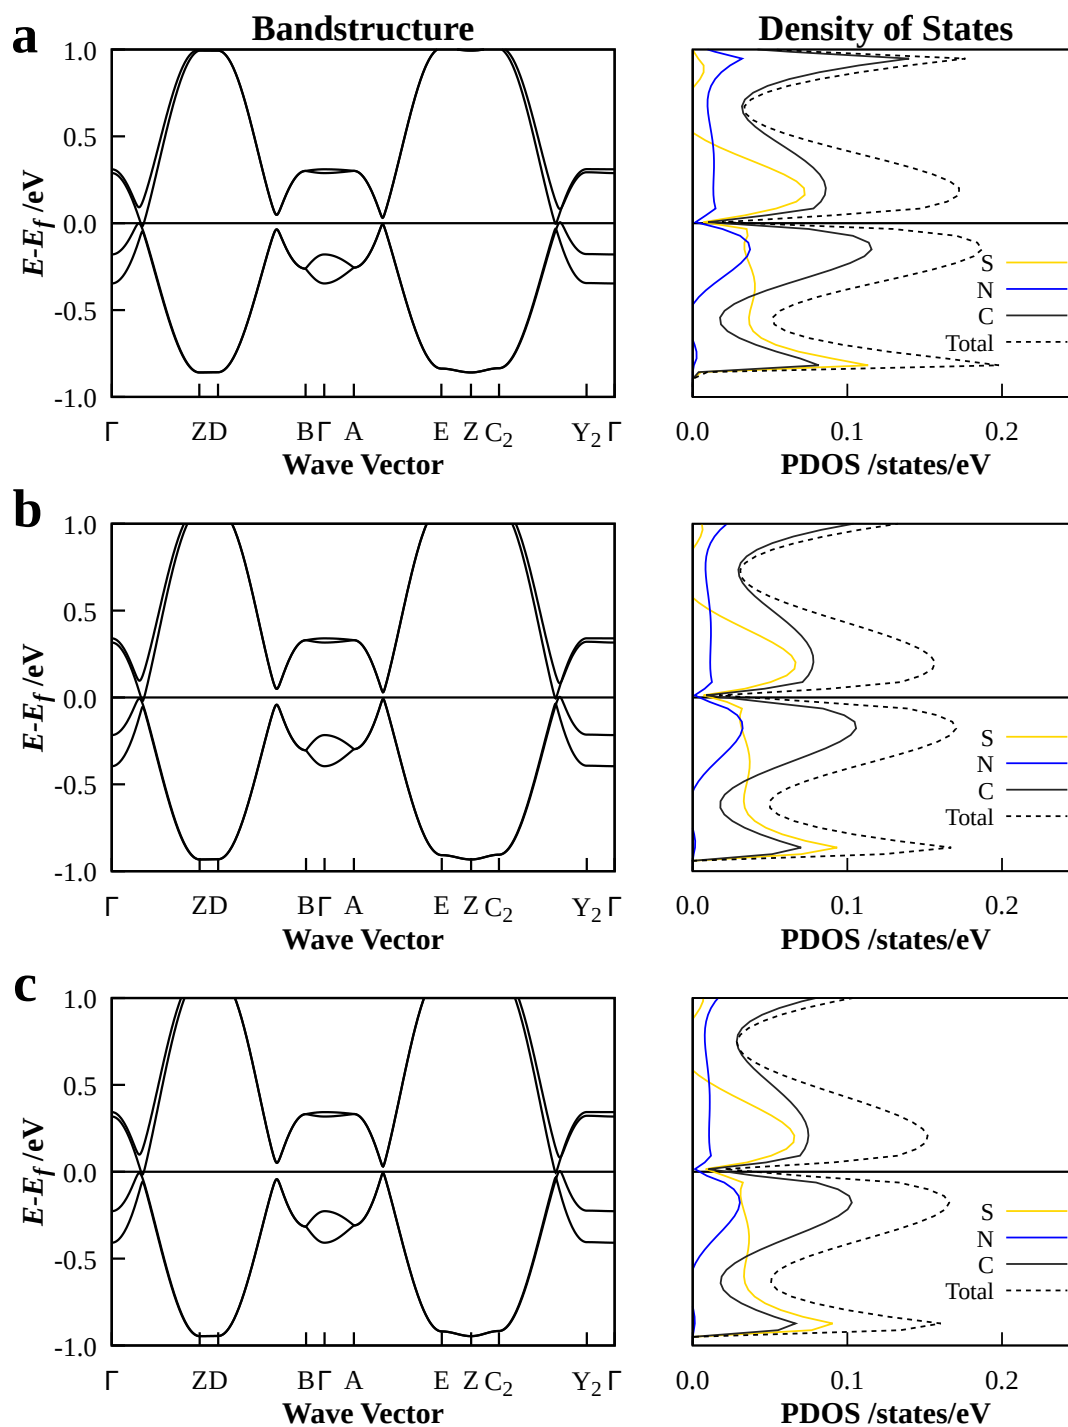 Bandstructure
Density of States
a
1.0
0.5
0.0
-0.5
-1.0
E-Ef /eV
Γ ZD BΓ A E Z C2 Y2 Γ
Wave Vector
S
N
C
Total
0.0 0.1 0.2
PDOS /states/eV
b
1.0
0.5
0.0
-0.5
-1.0
E-Ef /eV
Γ ZD BΓ A E Z C2 Y2 Γ
Wave Vector
S
N
C
Total
0.0 0.1 0.2
PDOS /states/eV
c
1.0
0.5
0.0
-0.5
-1.0
E-Ef /eV
Γ ZD BΓ A E Z C2 Y2 Γ
Wave Vector
S
N
C
Total
0.0 0.1 0.2
PDOS /states/eV